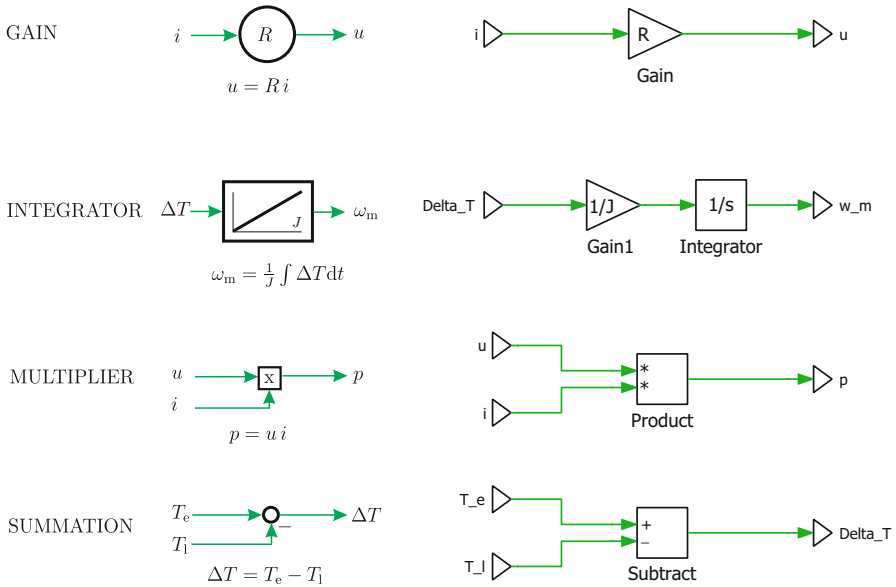 GAIN i R u i R u
u = R i Gain
INTEGRATOR ΔT J ω_m Delta_T 1/J 1/s w_m
Gain1 Integrator
ω_m = 1/J ∫ ΔT dt
u
MULTIPLIER u x p * p
i * i
p = u i Product
T_e
SUMMATION T_e − ΔT + Delta_T
T_l − T_l
ΔT = T_e − T_l Subtract